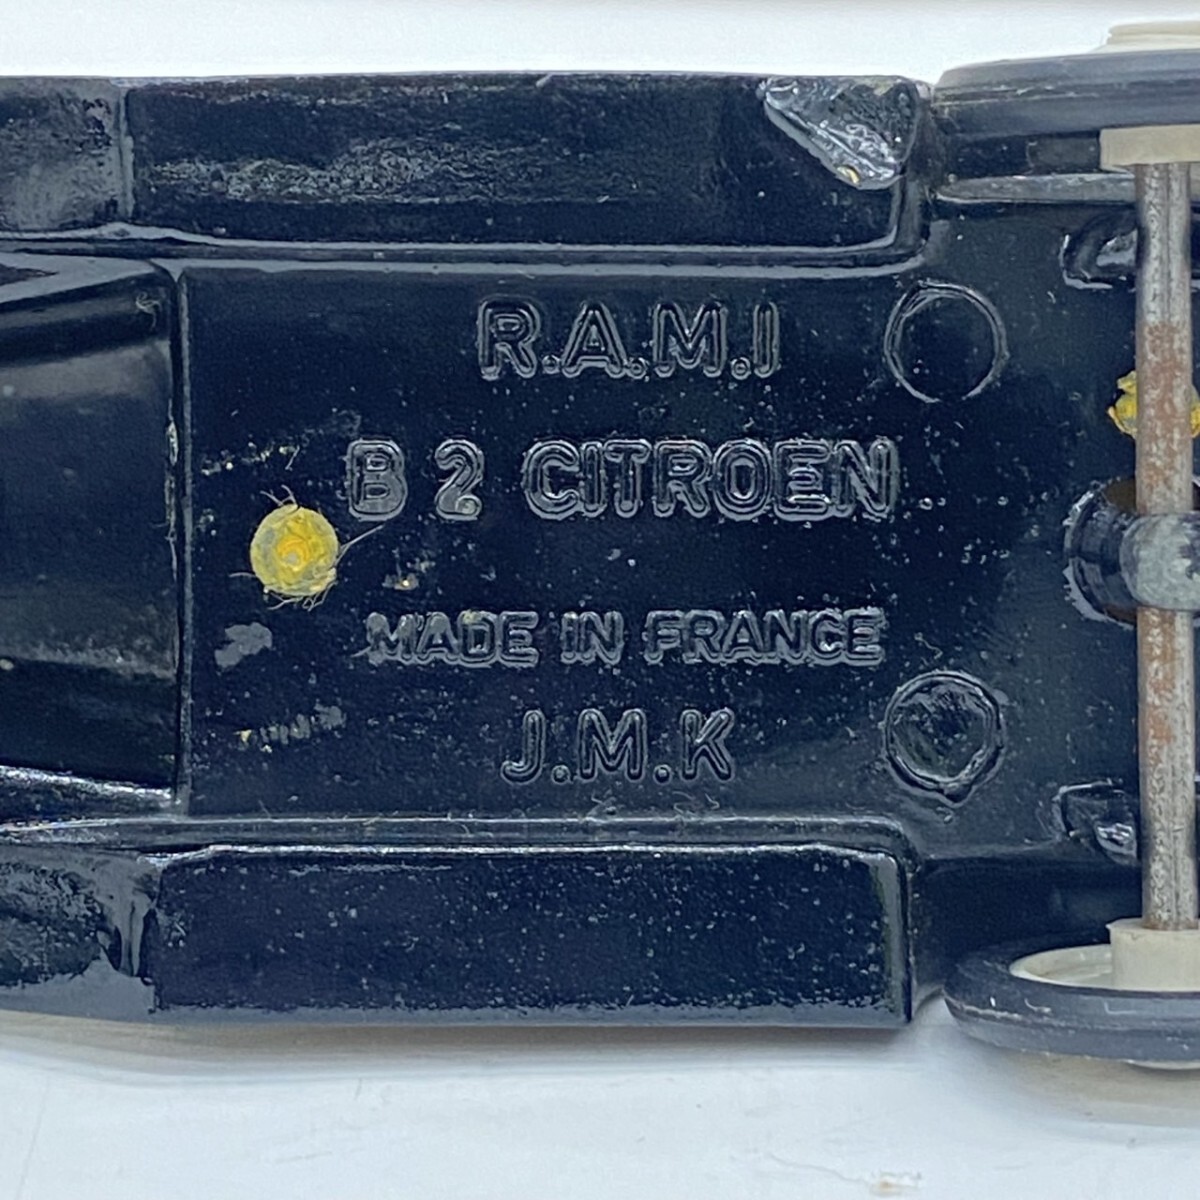 R.A.M.I
B 2 CITROEN
MADE IN FRANCE
J.M.K